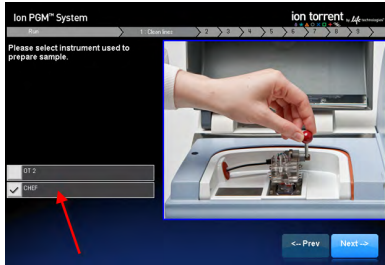 Ion PGM™ System
ion torrent by Life technologies™
Run 1 Clean lines 2 3 4 5 6 7 8 9
Please select instrument used to
prepare sample.
OT 2
CHEF
<-- Prev Next -->